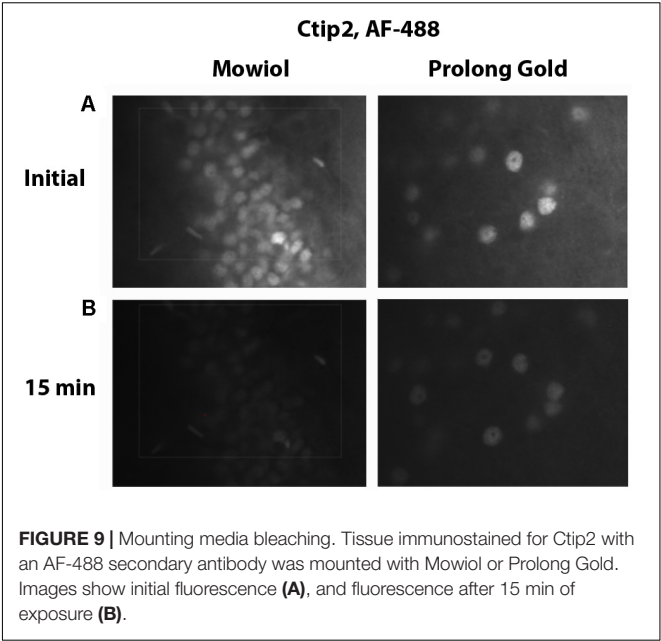 Ctip2, AF-488
Mowiol Prolong Gold
A
Initial
B
15 min
FIGURE 9 | Mounting media bleaching. Tissue immunostained for Ctip2 with
an AF-488 secondary antibody was mounted with Mowiol or Prolong Gold.
Images show initial fluorescence (A), and fluorescence after 15 min of
exposure (B).